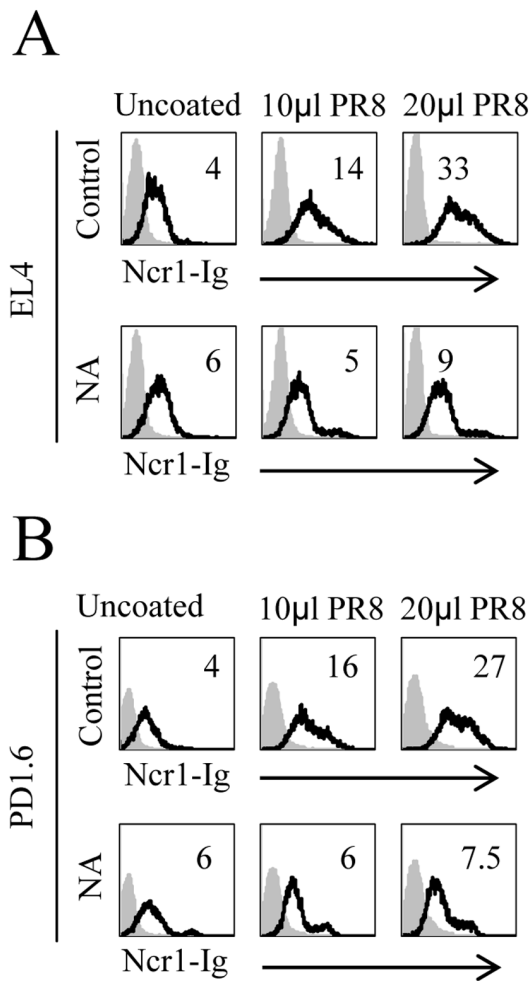 A
Uncoated 10µl PR8 20µl PR8
EL4
Control
4 14 33
Ncr1-Ig
NA
6 5 9
Ncr1-Ig
B
Uncoated 10µl PR8 20µl PR8
PD1.6
Control
4 16 27
Ncr1-Ig
NA
6 6 7.5
Ncr1-Ig